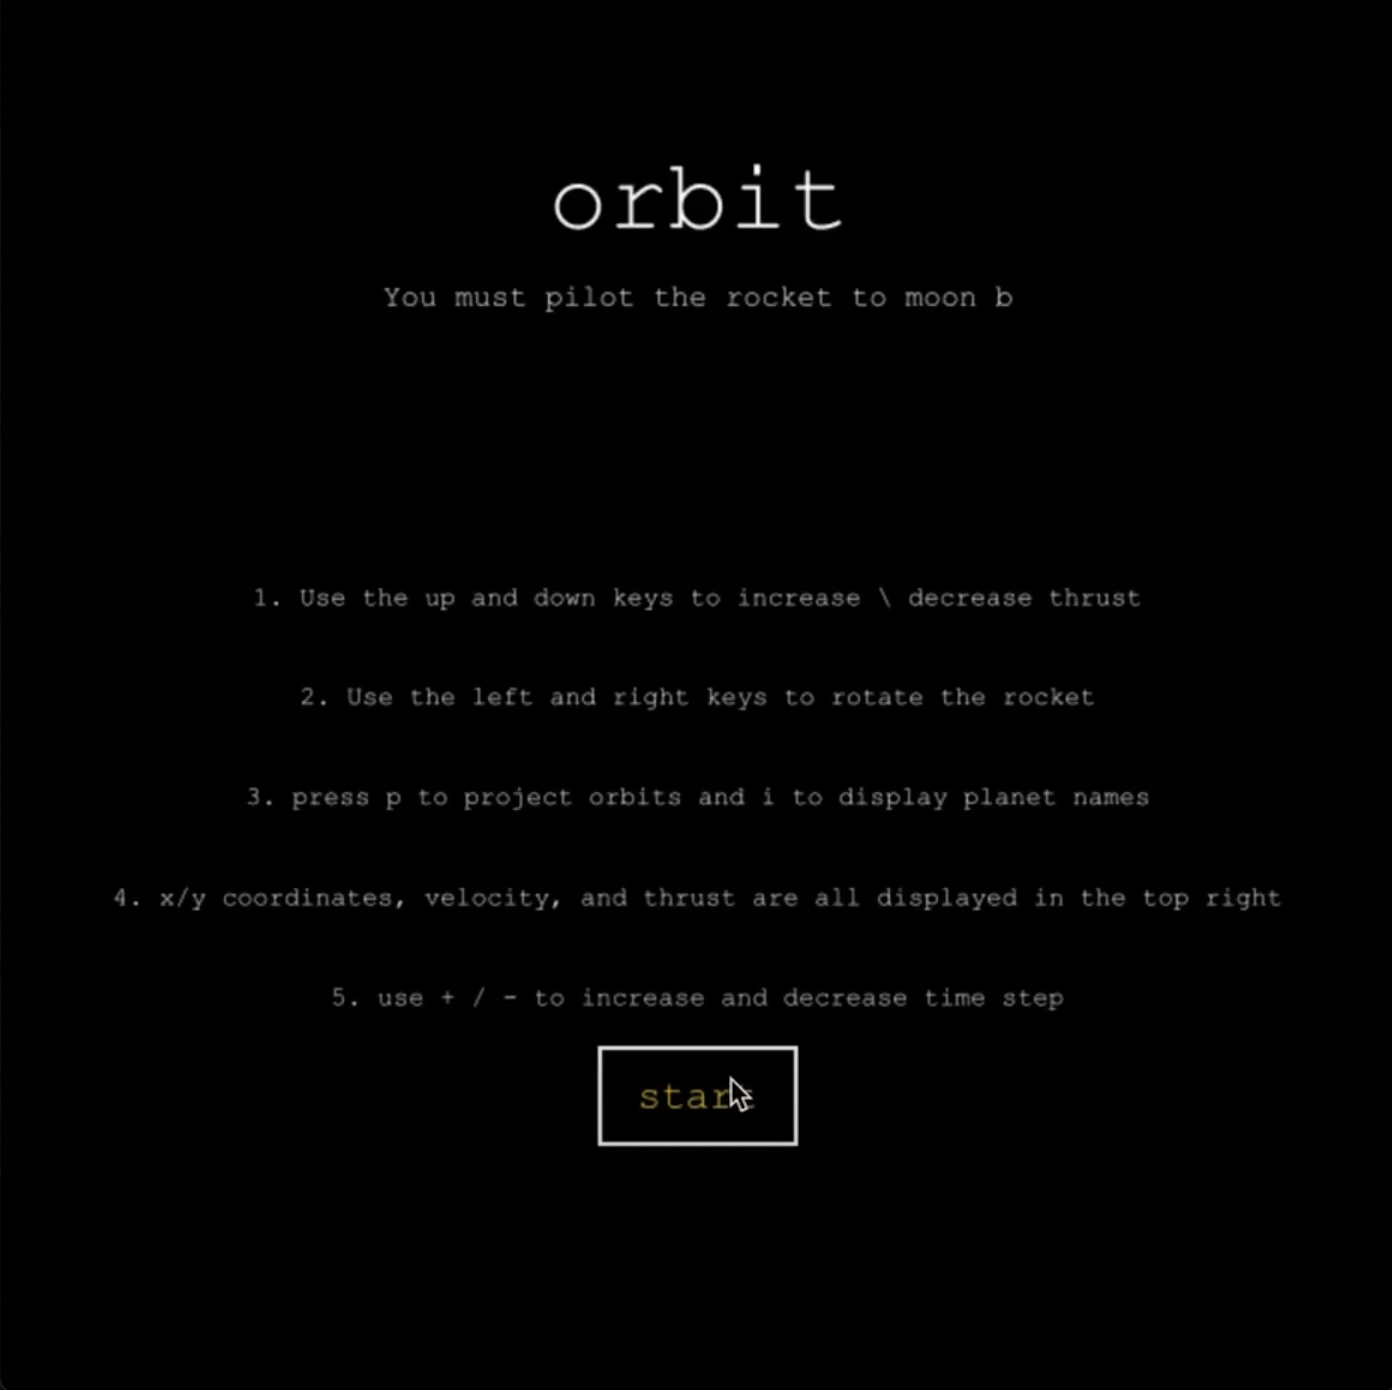 orbit
You must pilot the rocket to moon b
1. Use the up and down keys to increase \ decrease thrust
2. Use the left and right keys to rotate the rocket
3. press p to project orbits and i to display planet names
4. x/y coordinates, velocity, and thrust are all displayed in the top right
5. use + / - to increase and decrease time step
start